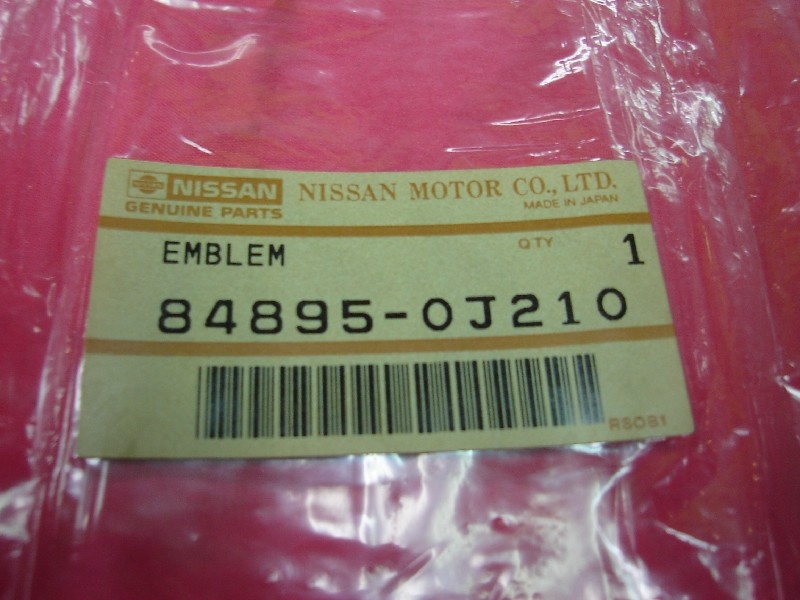 NISSAN NISSAN MOTOR CO., LTD.
GENUINE PARTS MADE IN JAPAN
EMBLEM QTY 1
84895-0J210
RSOB1